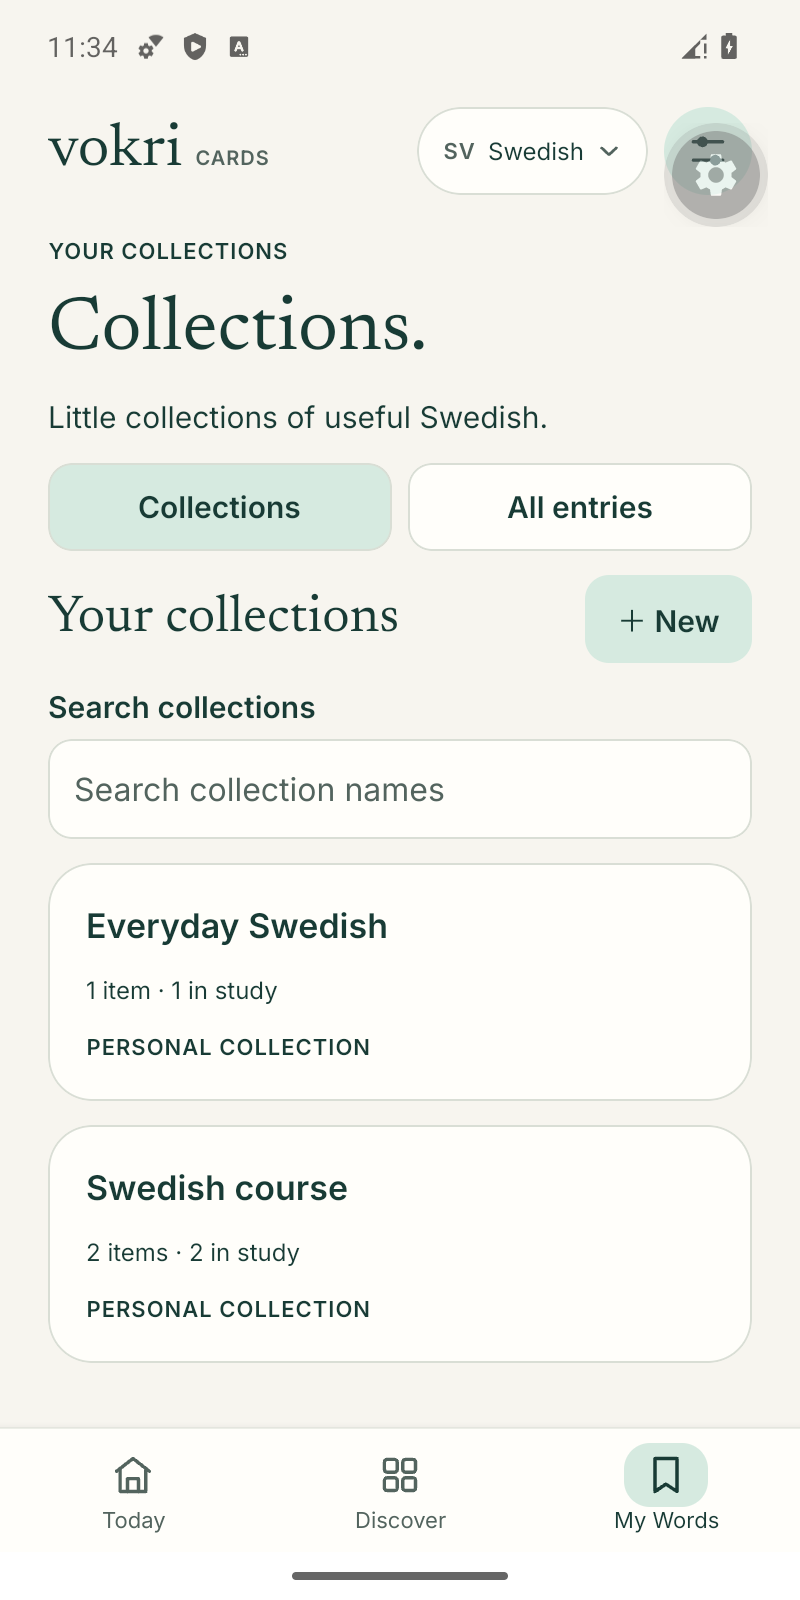 11:34
vokri CARDS
SV Swedish
YOUR COLLECTIONS
Collections.
Little collections of useful Swedish.
Collections
All entries
Your collections
+ New
Search collections
Search collection names
Everyday Swedish
1 item · 1 in study
PERSONAL COLLECTION
Swedish course
2 items · 2 in study
PERSONAL COLLECTION
Today
Discover
My Words